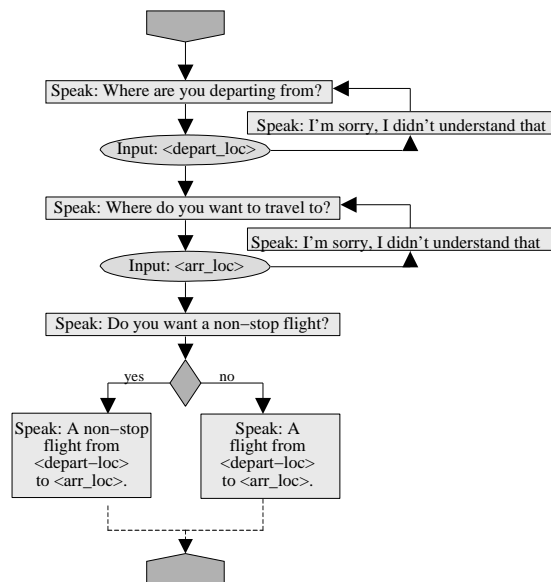 Speak: Where are you departing from?
Speak: I'm sorry, I didn't understand that
Input: <depart_loc>
Speak: Where do you want to travel to?
Speak: I'm sorry, I didn't understand that
Input: <arr_loc>
Speak: Do you want a non−stop flight?
yes
no
Speak: A non−stop
flight from
<depart−loc>
to <arr_loc>.
Speak: A
flight from
<depart−loc>
to <arr_loc>.